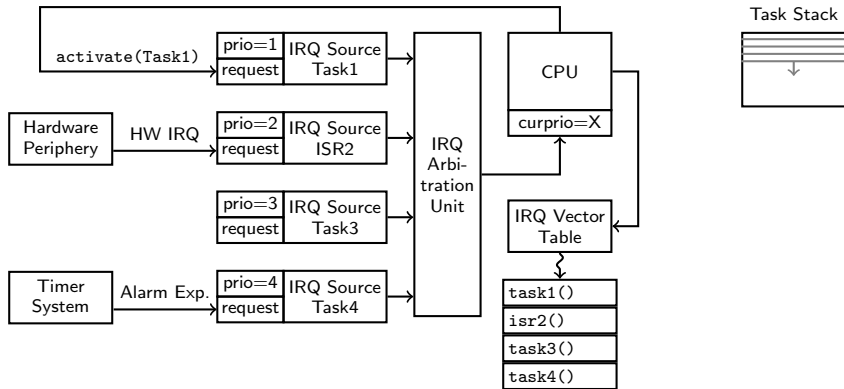 Task Stack
prio=1
request
IRQ Source
Task1
activate(Task1)
CPU
curprio=X
Hardware
Periphery
HW IRQ
prio=2
request
IRQ Source
ISR2
IRQ
Arbi-
tration
Unit
prio=3
request
IRQ Source
Task3
IRQ Vector
Table
Timer
System
Alarm Exp.
prio=4
request
IRQ Source
Task4
task1()
isr2()
task3()
task4()